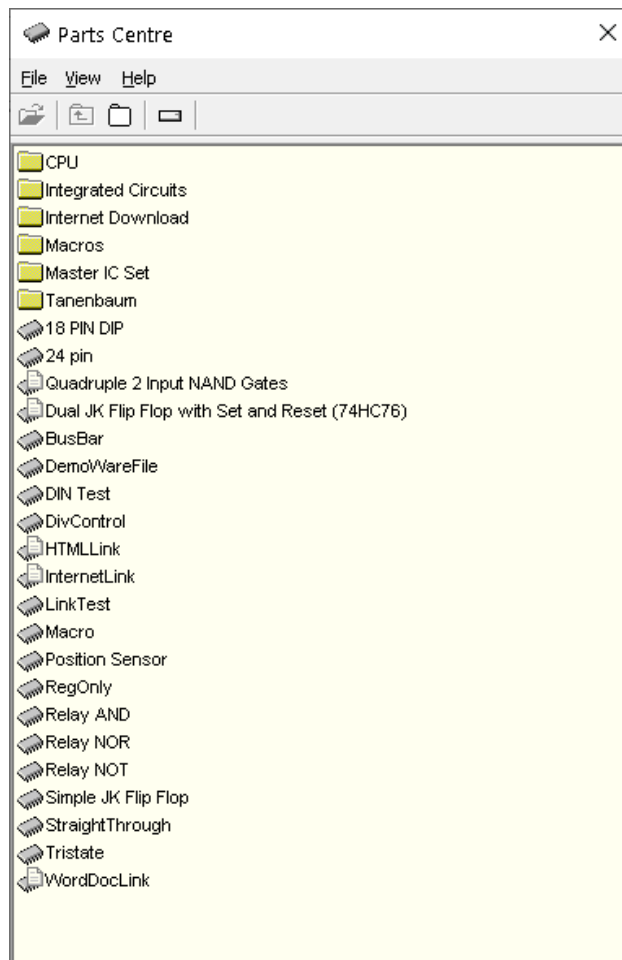 Parts Centre
File View Help
CPU
Integrated Circuits
Internet Download
Macros
Master IC Set
Tanenbaum
18 PIN DIP
24 pin
Quadruple 2 Input NAND Gates
Dual JK Flip Flop with Set and Reset (74HC76)
BusBar
DemoWareFile
DIN Test
DivControl
HTMLLink
InternetLink
LinkTest
Macro
Position Sensor
RegOnly
Relay AND
Relay NOR
Relay NOT
Simple JK Flip Flop
StraightThrough
Tristate
WordDocLink